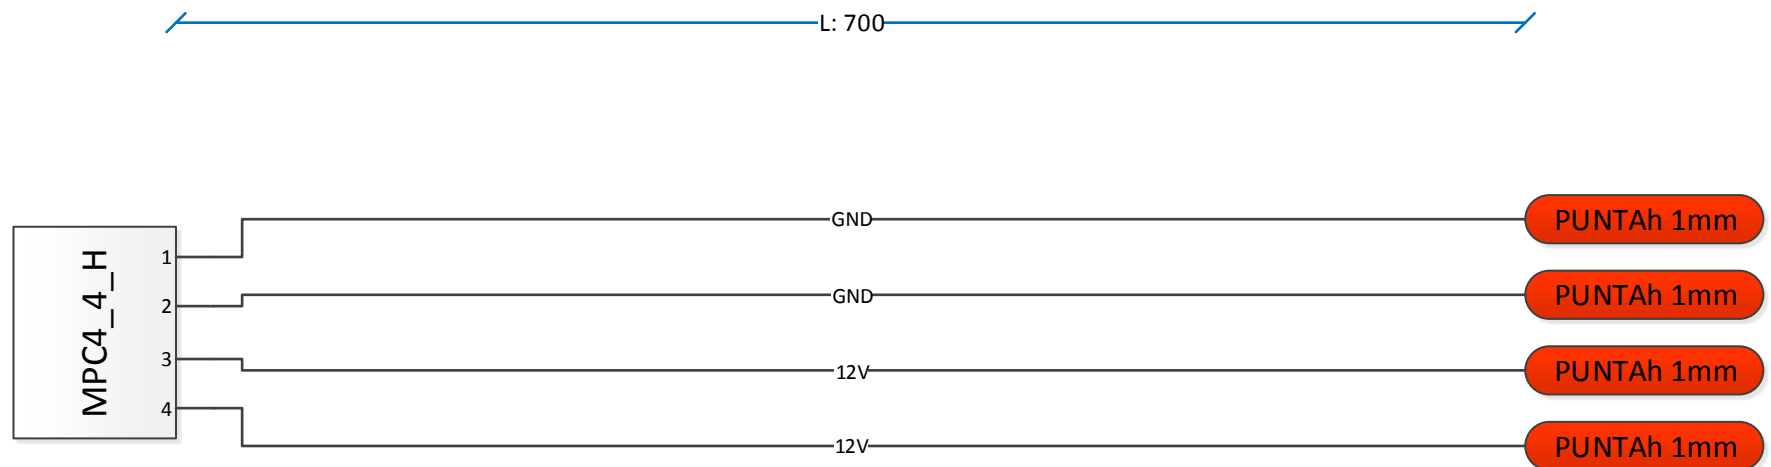 L: 700
MPC4_4_H
1
GND
PUNTAh 1mm
2
GND
PUNTAh 1mm
3
12V
PUNTAh 1mm
4
12V
PUNTAh 1mm